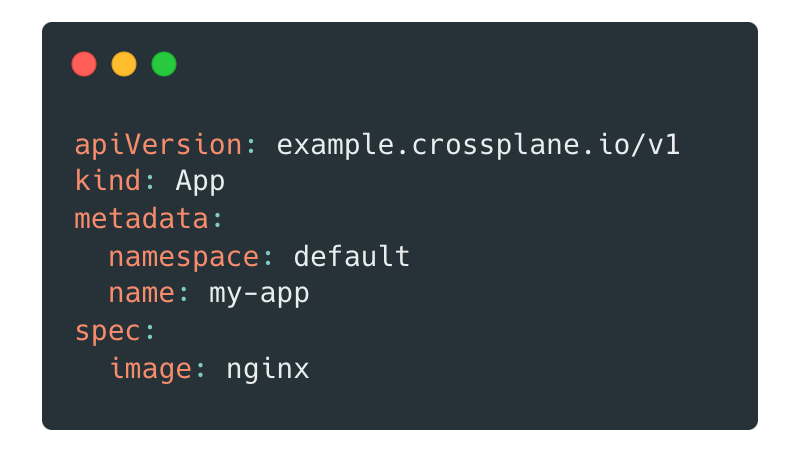 apiVersion: example.crossplane.io/v1
kind: App
metadata:
  namespace: default
  name: my-app
spec:
  image: nginx